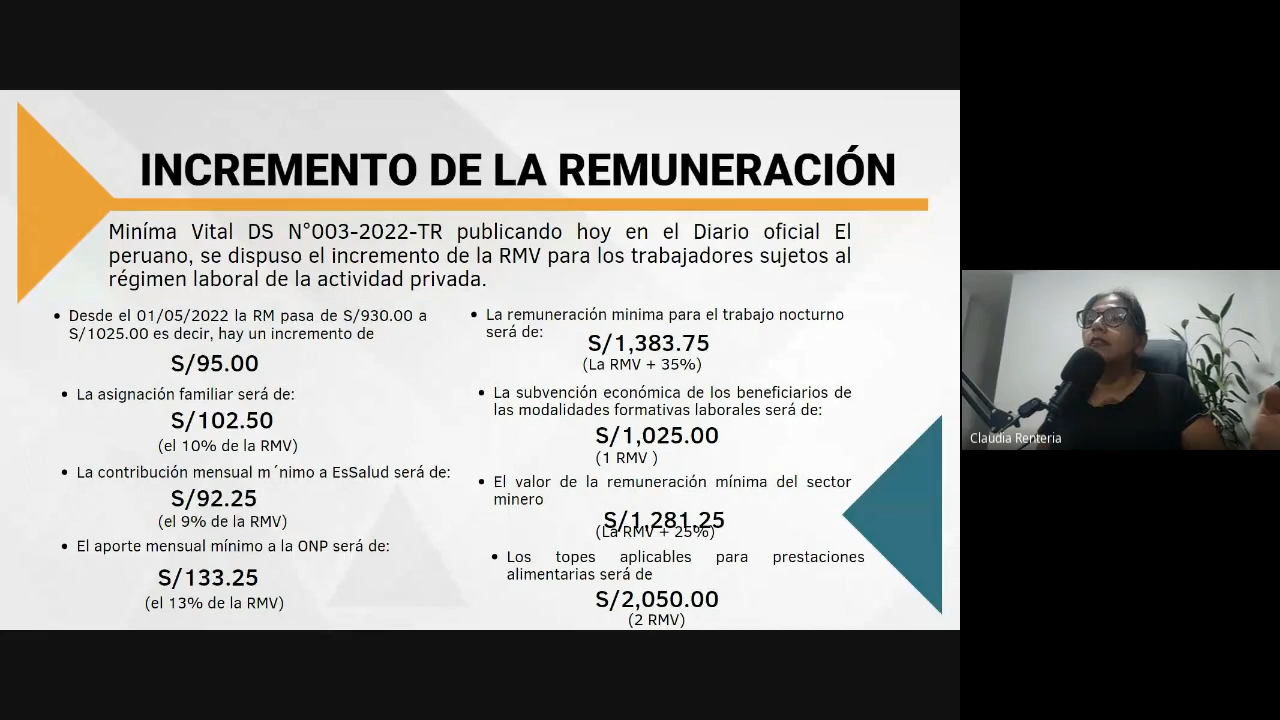 INCREMENTO DE LA REMUNERACIÓN
Miníma Vital DS N°003-2022-TR publicando hoy en el Diario oficial El
peruano, se dispuso el incremento de la RMV para los trabajadores sujetos al
régimen laboral de la actividad privada.
• Desde el 01/05/2022 la RM pasa de S/930.00 a
S/1025.00 es decir, hay un incremento de
S/95.00
• La asignación familiar será de:
S/102.50
(el 10% de la RMV)
• La contribución mensual m´nimo a EsSalud será de:
S/92.25
(el 9% de la RMV)
• El aporte mensual mínimo a la ONP será de:
S/133.25
(el 13% de la RMV)
• La remuneración minima para el trabajo nocturno
será de:
S/1,383.75
(La RMV + 35%)
• La subvención económica de los beneficiarios de
las modalidades formativas laborales será de:
S/1,025.00
(1 RMV )
• El valor de la remuneración mínima del sector
minero
S/1,281.25
(La RMV + 25%)
• Los topes aplicables para prestaciones
alimentarias será de
S/2,050.00
(2 RMV)
Claudia Renteria